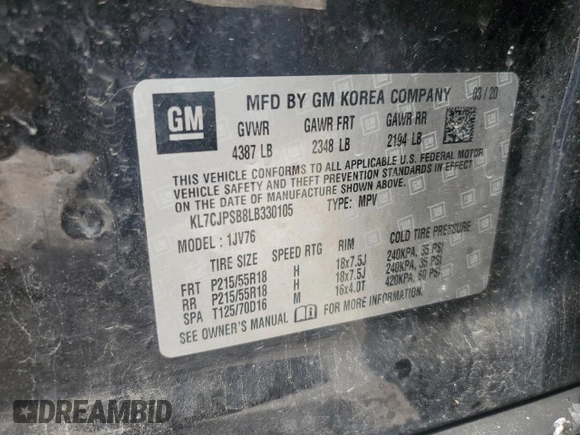 GM
MFD BY GM KOREA COMPANY 03/20
GVWR GAWR FRT GAWR RR
4387 LB 2348 LB 2194 LB
THIS VEHICLE CONFORMS TO ALL APPLICABLE U.S. FEDERAL MOTOR
VEHICLE SAFETY AND THEFT PREVENTION STANDARDS IN EFFECT
ON THE DATE OF MANUFACTURE SHOWN ABOVE.
KL7CJPSB8LB330105 TYPE: MPV
MODEL: 1JV76
TIRE SIZE SPEED RTG RIM COLD TIRE PRESSURE
FRT P215/55R18 H 18x7.5J 240KPA, 35 PSI
RR P215/55R18 H 18x7.5J 240KPA, 35 PSI
SPA T125/70D16 M 16x4.0T 420KPA, 60 PSI
SEE OWNER'S MANUAL FOR MORE INFORMATION.
DREAMBID